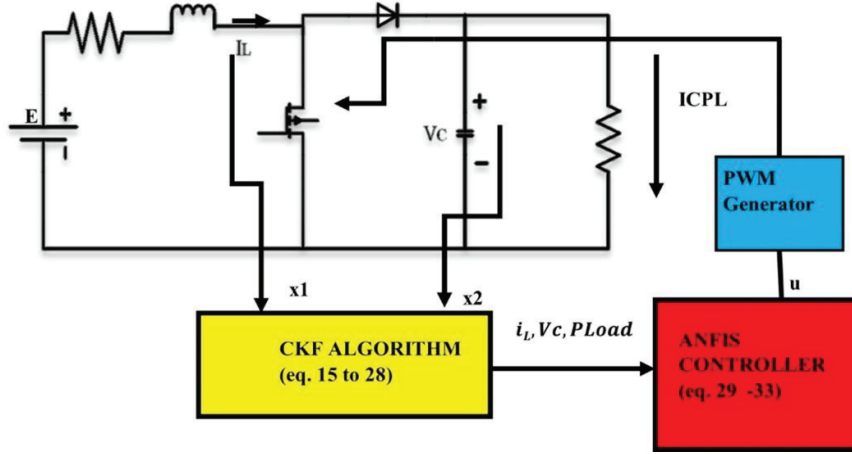 IL
E
+
ICPL
+
VC
PWM
Generator
x1
x2
u
CKF ALGORITHM
(eq. 15 to 28)
i_L,Vc,PLoad
ANFIS
CONTROLLER
(eq. 29 -33)